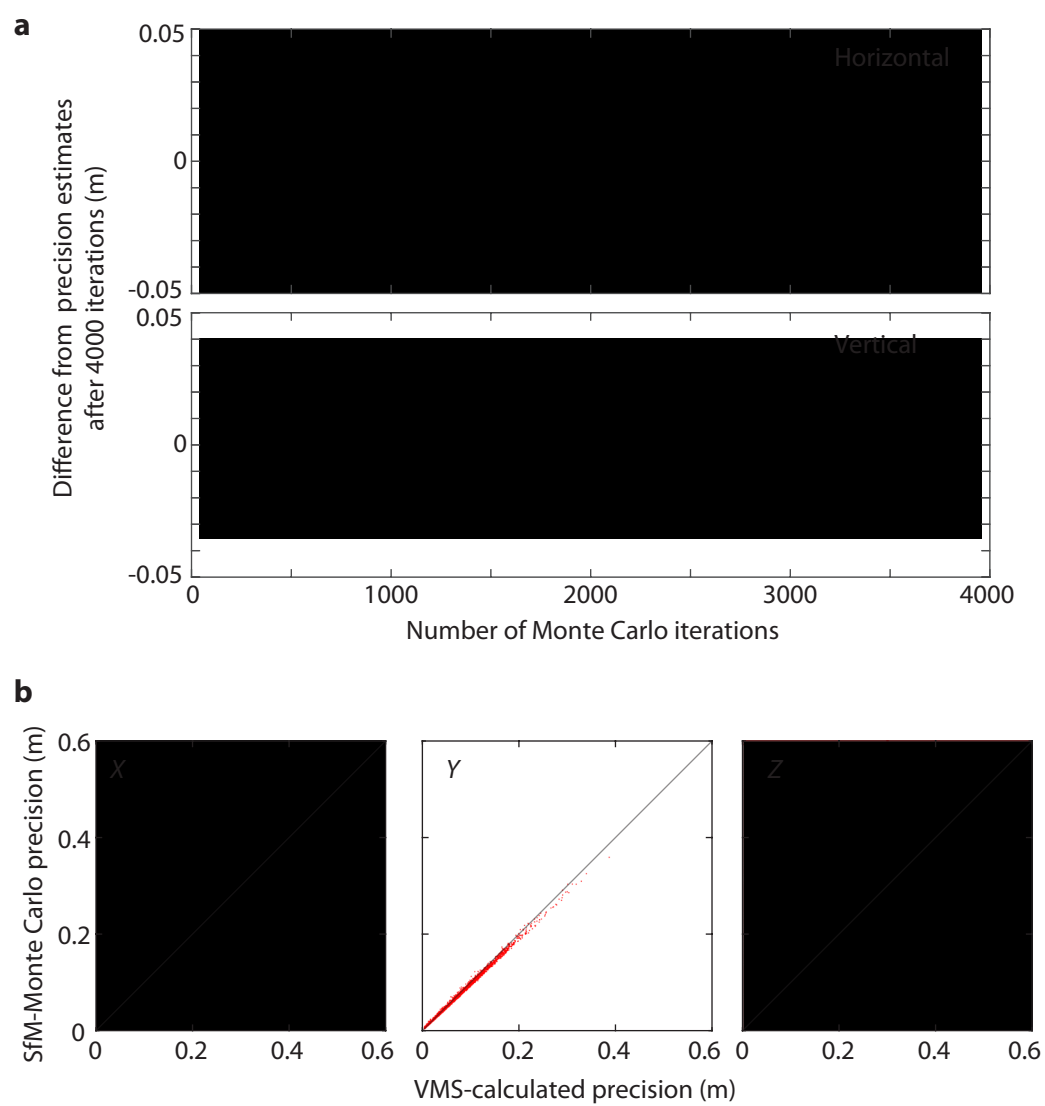 a
0.05
Horizontal
0
-0.05
0.05
Vertical
0
-0.05
Difference from precision estimates
after 4000 iterations (m)
0 1000 2000 3000 4000
Number of Monte Carlo iterations
b
0.6
0.4
0.2
0
SfM-Monte Carlo precision (m)
X
Y
Z
0 0.2 0.4 0.6 0 0.2 0.4 0.6 0 0.2 0.4 0.6
VMS-calculated precision (m)